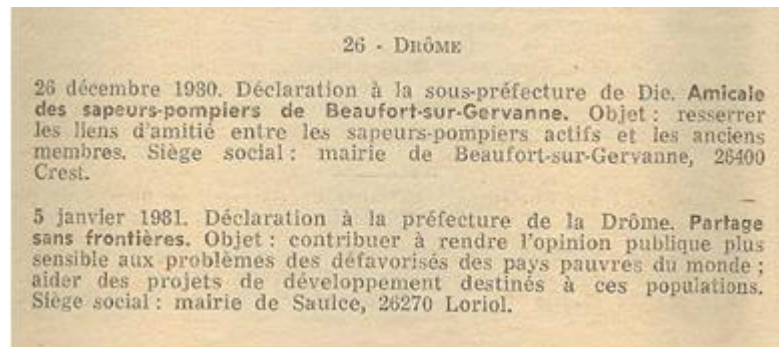 26 - DRÔME
26 décembre 1980. Déclaration à la sous-préfecture de Die. Amicale
des sapeurs-pompiers de Beaufort-sur-Gervanne. Objet : resserrer
les liens d'amitié entre les sapeurs-pompiers actifs et les anciens
membres. Siège social : mairie de Beaufort-sur-Gervanne, 26400
Crest.
5 janvier 1981. Déclaration à la préfecture de la Drôme. Partage
sans frontières. Objet : contribuer à rendre l'opinion publique plus
sensible aux problèmes des défavorisés des pays pauvres du monde ;
aider des projets de développement destinés à ces populations.
Siège social : mairie de Saulce, 26270 Loriol.